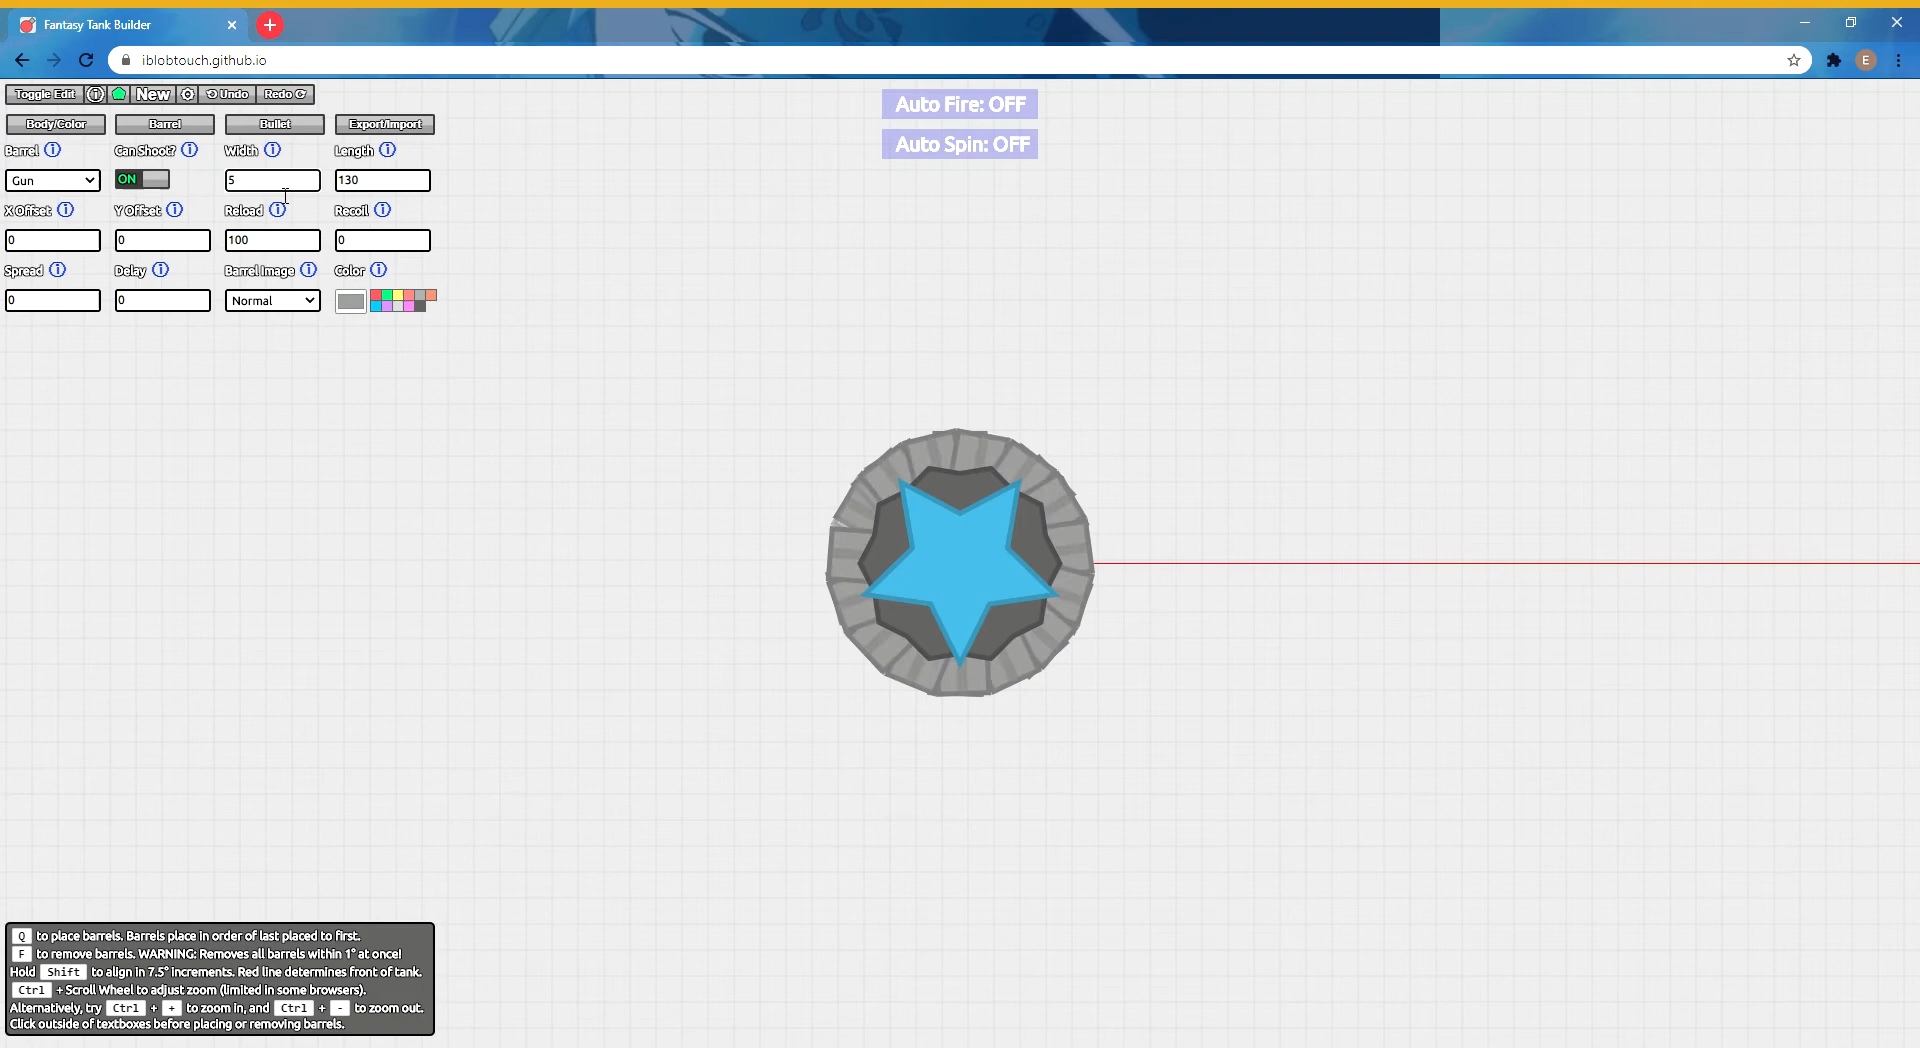 Fantasy Tank Builder
iblobtouch.github.io
E
Toggle Edit New Undo Redo
Body/Color Barrel Bullet Export/Import
Barrel Can Shoot? Width Length
Gun ON 5 130
X Offset Y Offset Reload Recoil
0 0 100 0
Spread Delay Barrel Image Color
0 0 Normal
Auto Fire: OFF
Auto Spin: OFF
Q to place barrels. Barrels place in order of last placed to first.
F to remove barrels. WARNING: Removes all barrels within 1° at once!
Hold Shift to align in 7.5° increments. Red line determines front of tank.
Ctrl + Scroll Wheel to adjust zoom (limited in some browsers).
Alternatively, try Ctrl + + to zoom in, and Ctrl + - to zoom out.
Click outside of textboxes before placing or removing barrels.